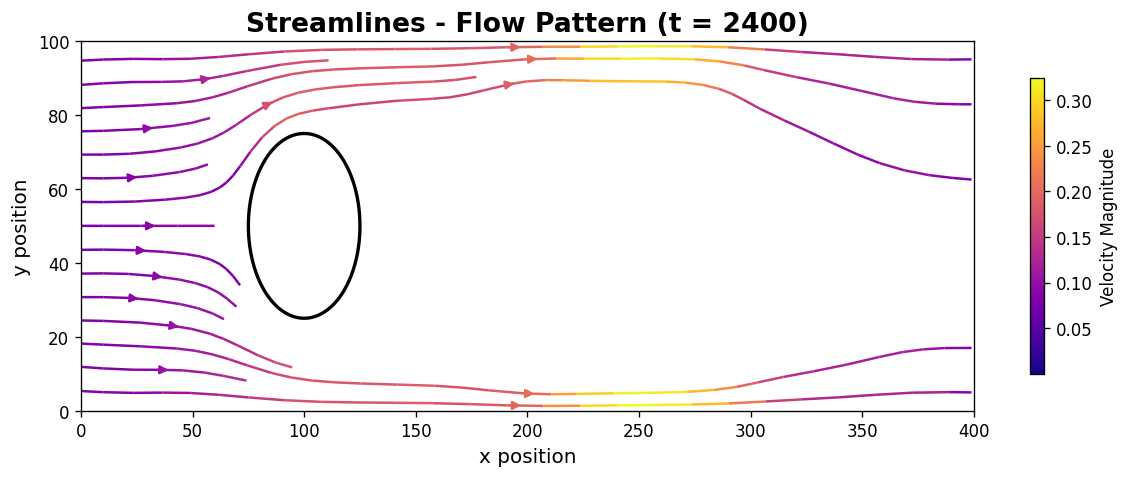 Streamlines - Flow Pattern (t = 2400)
100
80
60
40
20
0
y position
0 50 100 150 200 250 300 350 400
x position
0.30
0.25
0.20
0.15
0.10
0.05
Velocity Magnitude